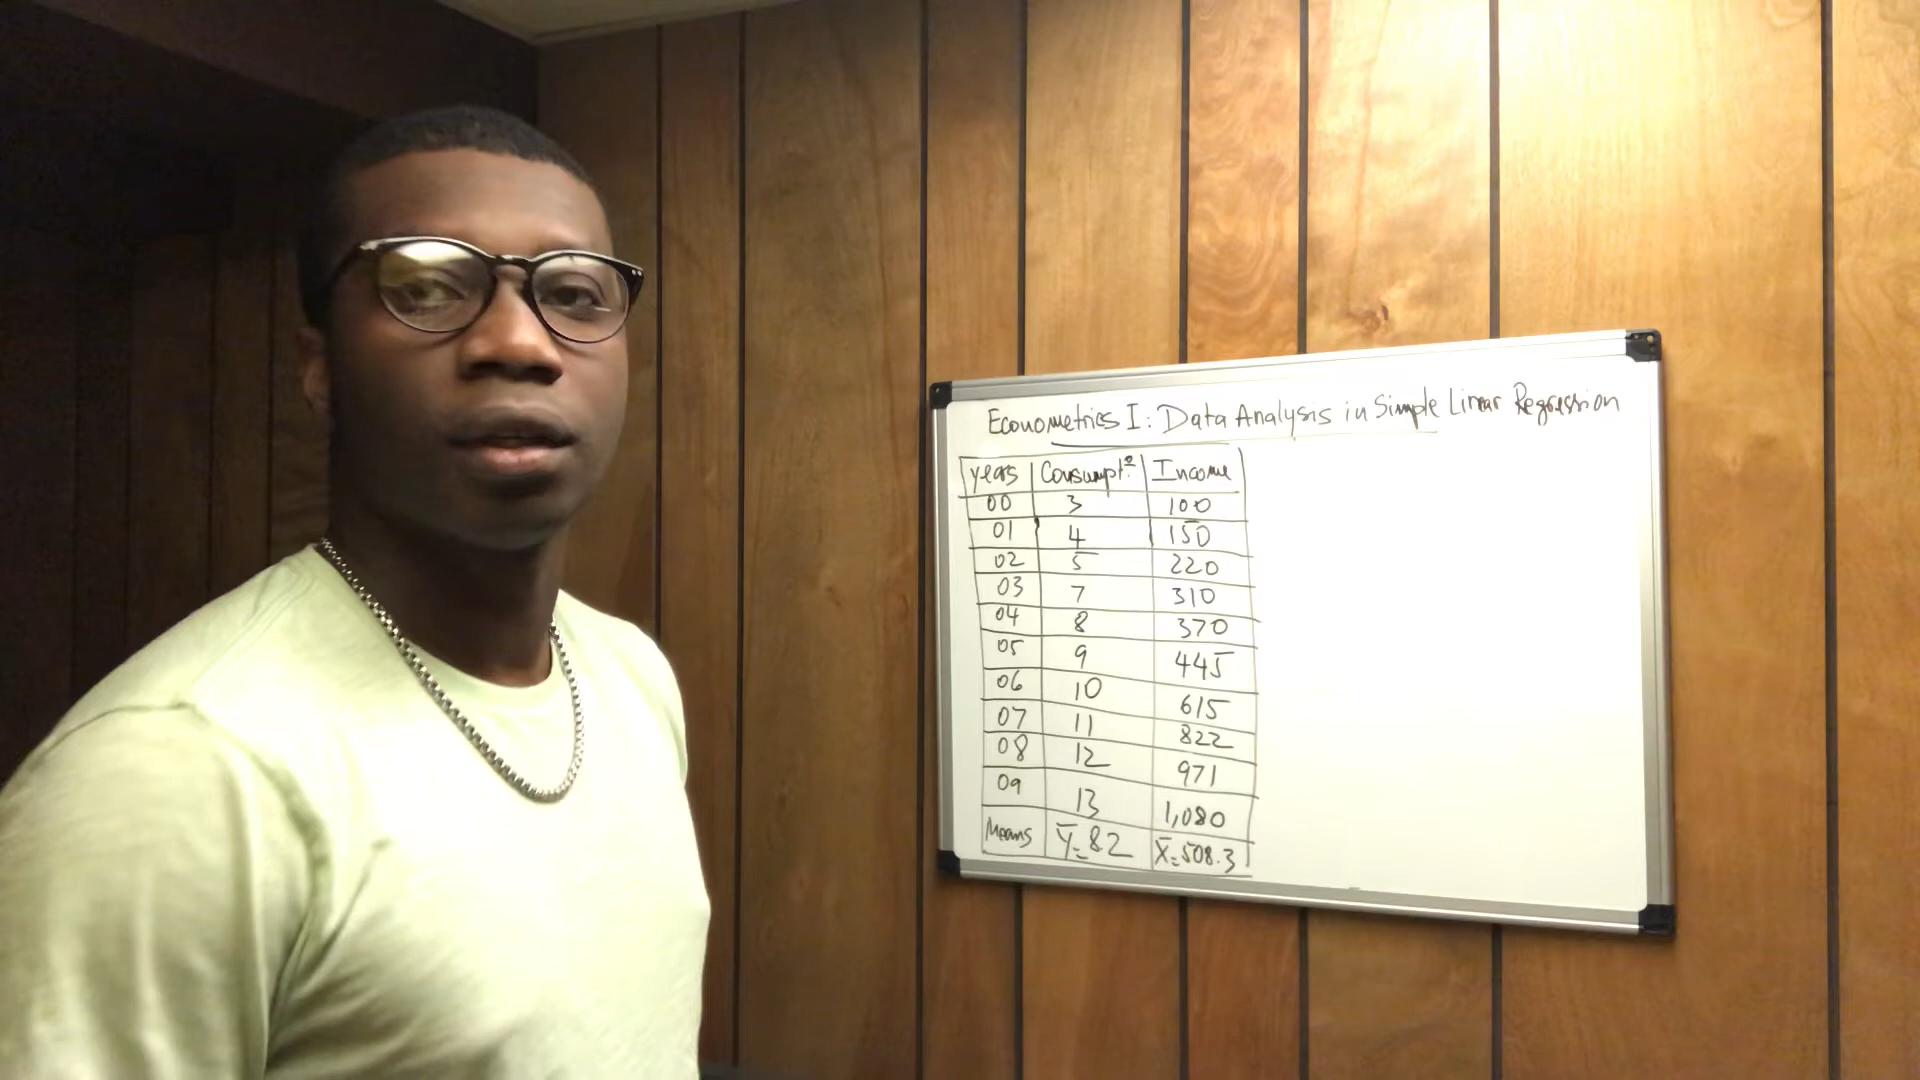 Econometrics I: Data Analysis in Simple Linear Regression
years Consumpt° Income
00 3 100
01 4 150
02 5 220
03 7 310
04 8 370
05 9 445
06 10 615
07 11 822
08 12 971
09 13 1,080
Means Y̅=8.2 X̅=508.3